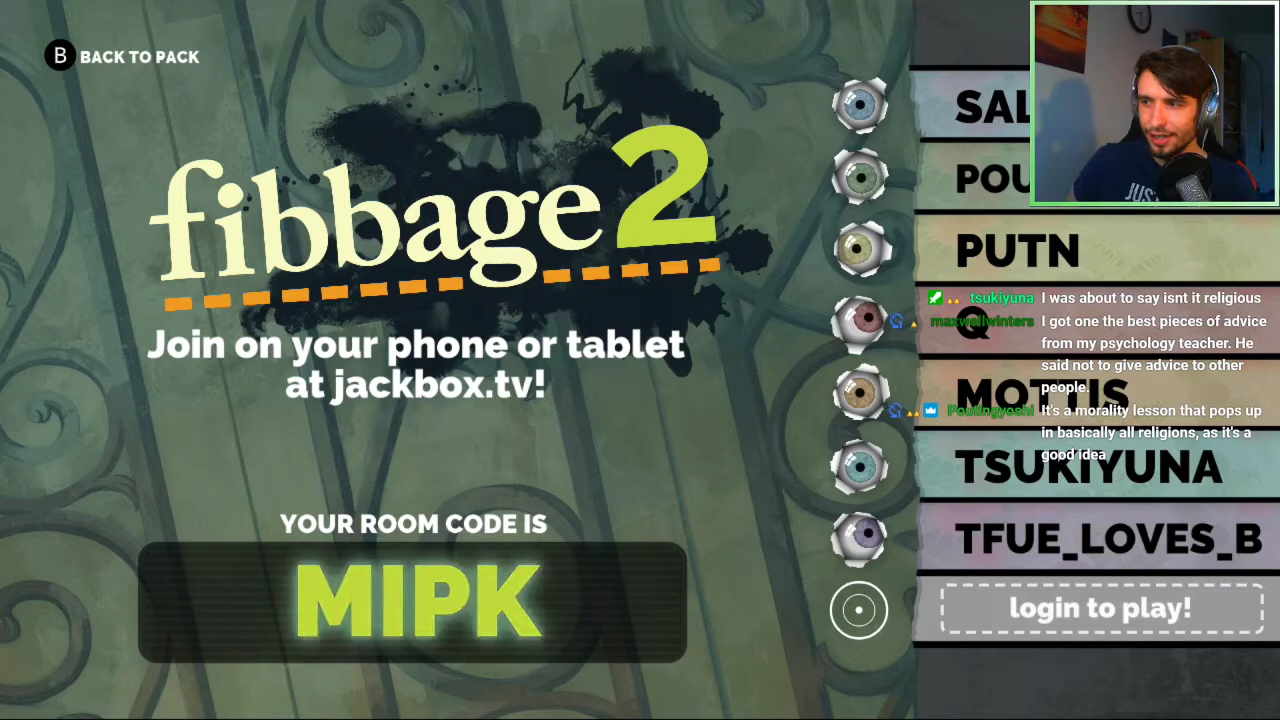 B BACK TO PACK
fibbage 2
Join on your phone or tablet
at jackbox.tv!
YOUR ROOM CODE IS
MIPK
SAL
POU
PUTN
Q
MOTTIS
TSUKIYUNA
TFUE_LOVES_B
login to play!
JUS
tsukiyuna I was about to say isnt it religious
maxwellwinters I got one the best pieces of advice
from my psychology teacher. He
said not to give advice to other
people.
Poudingyoshi It's a morality lesson that pops up
in basically all religions, as it's a
good idea